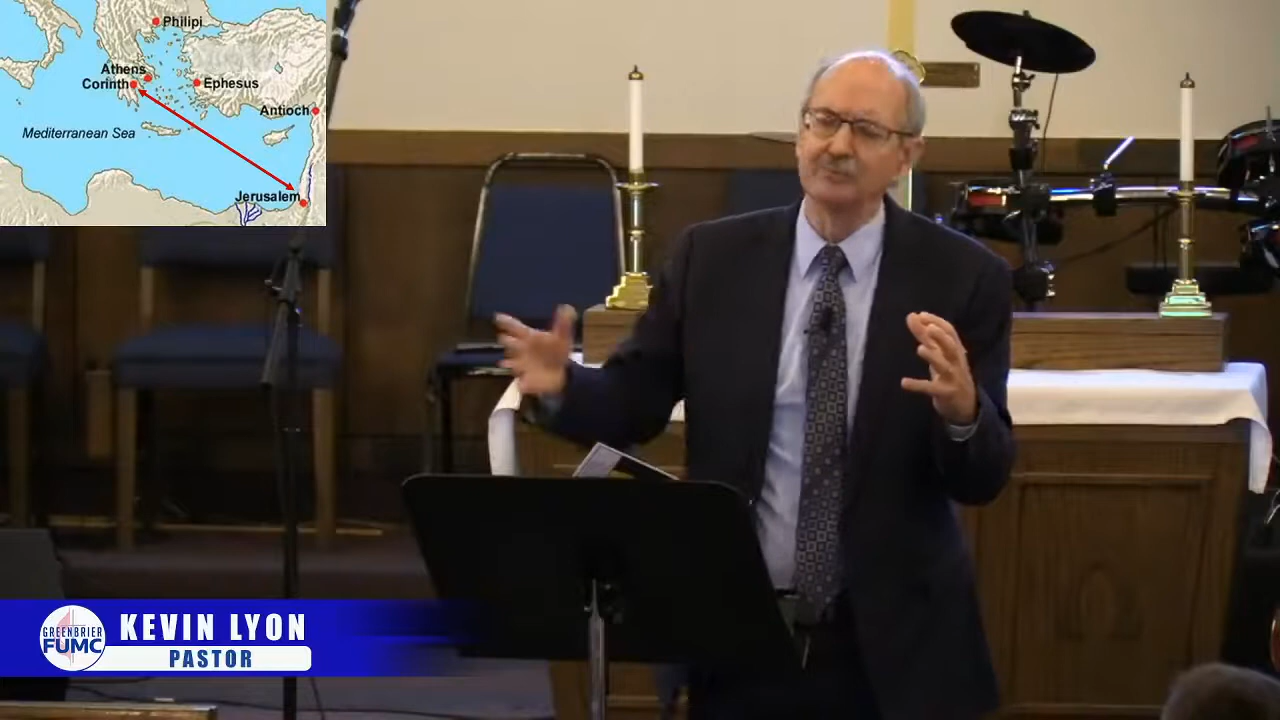 Philipi
Athens
Corinth
Ephesus
Antioch
Mediterranean Sea
Jerusalem
GREENBRIER
FUMC
KEVIN LYON
PASTOR